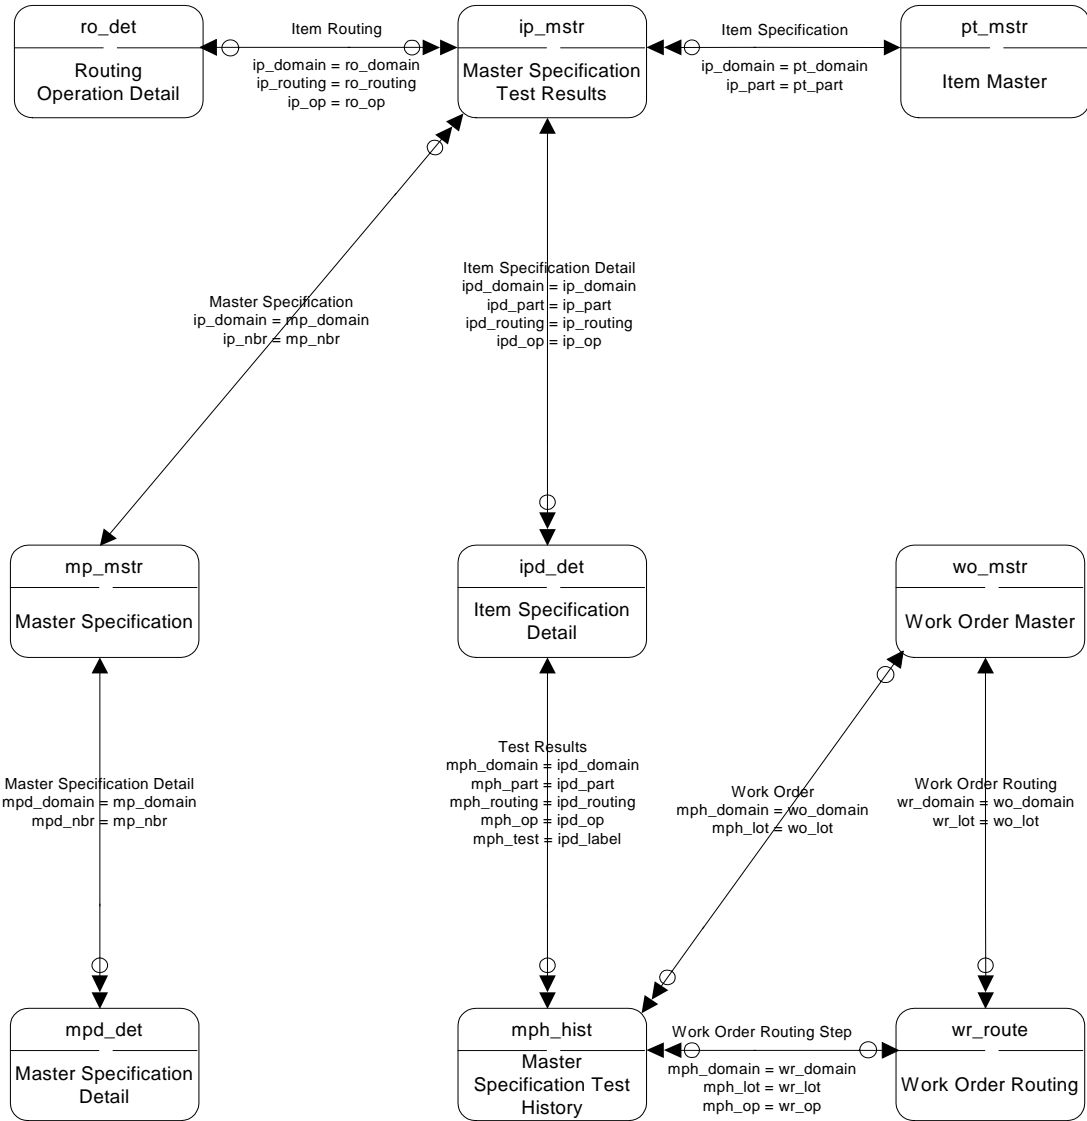 ro_det
Routing
Operation Detail
Item Routing
ip_domain = ro_domain
ip_routing = ro_routing
ip_op = ro_op
ip_mstr
Master Specification
Test Results
Item Specification
ip_domain = pt_domain
ip_part = pt_part
pt_mstr
Item Master
Master Specification
ip_domain = mp_domain
ip_nbr = mp_nbr
Item Specification Detail
ipd_domain = ip_domain
ipd_part = ip_part
ipd_routing = ip_routing
ipd_op = ip_op
mp_mstr
Master Specification
ipd_det
Item Specification
Detail
wo_mstr
Work Order Master
Master Specification Detail
mpd_domain = mp_domain
mpd_nbr = mp_nbr
Test Results
mph_domain = ipd_domain
mph_part = ipd_part
mph_routing = ipd_routing
mph_op = ipd_op
mph_test = ipd_label
Work Order
mph_domain = wo_domain
mph_lot = wo_lot
Work Order Routing
wr_domain = wo_domain
wr_lot = wo_lot
mpd_det
Master Specification
Detail
mph_hist
Master
Specification Test
History
Work Order Routing Step
mph_domain = wr_domain
mph_lot = wr_lot
mph_op = wr_op
wr_route
Work Order Routing